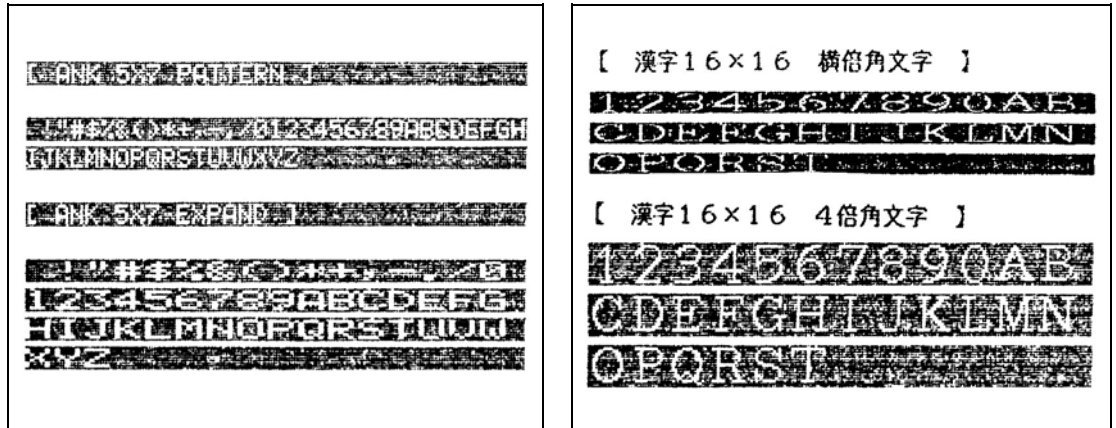 [ ANK 5x7 PATTERN ]
!"#$%&'()*+,-./0123456789ABCDEFGH
IJKLMNOPQRSTUVWXYZ
[ ANK 5x7 EXPAND ]
!"#$%&'()*+,-./0
123456789ABCDEFG
HIJKLMNOPQRSTUVW
XYZ
【 漢字16×16 横倍角文字 】
1234567890AB
CDEFGHIJKLMN
OPQRST
【 漢字16×16 4倍角文字 】
1234567890AB
CDEFGHIJKLMN
OPQRST